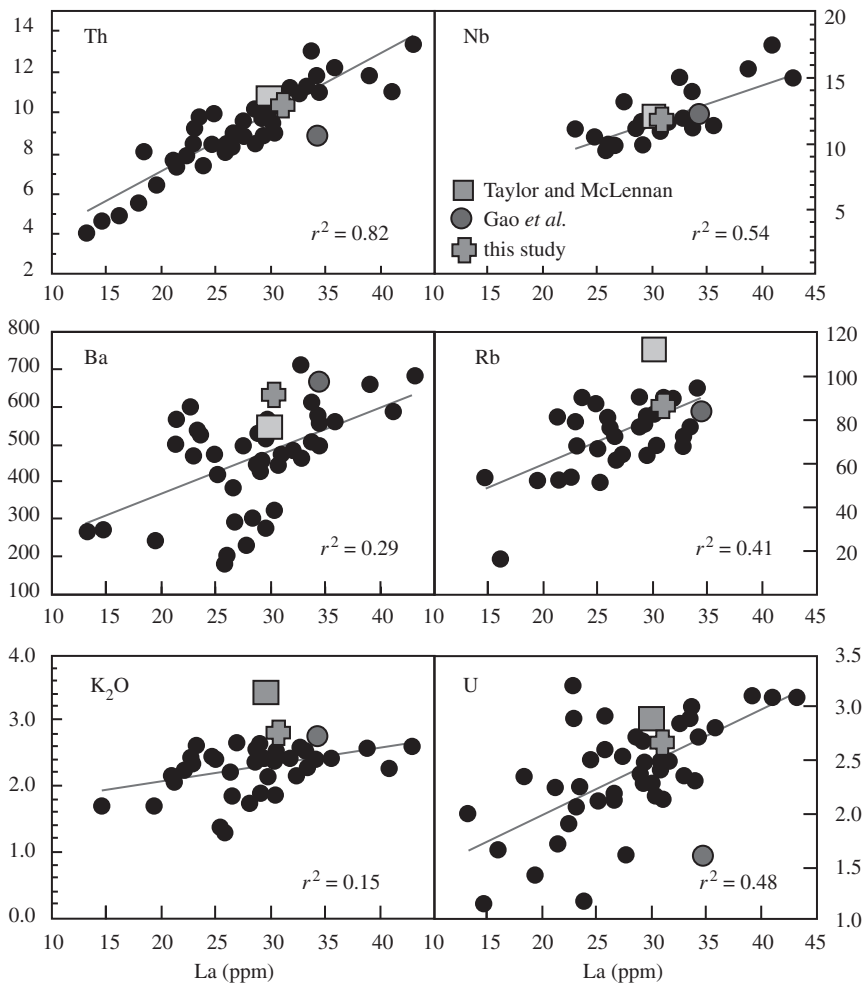 14
12
10
8
6
4
2
Th
r² = 0.82
10 15 20 25 30 35 40
Nb
Taylor and McLennan
Gao et al.
this study
r² = 0.54
20
15
10
5
10 15 20 25 30 35 40 45
800
700
600
500
400
300
200
100
Ba
r² = 0.29
10 15 20 25 30 35 40
Rb
r² = 0.41
120
100
80
60
40
20
10 15 20 25 30 35 40 45
4.0
3.0
2.0
1.0
0.0
K₂O
r² = 0.15
10 15 20 25 30 35 40
La (ppm)
U
r² = 0.48
3.5
3.0
2.5
2.0
1.5
1.0
10 15 20 25 30 35 40 45
La (ppm)